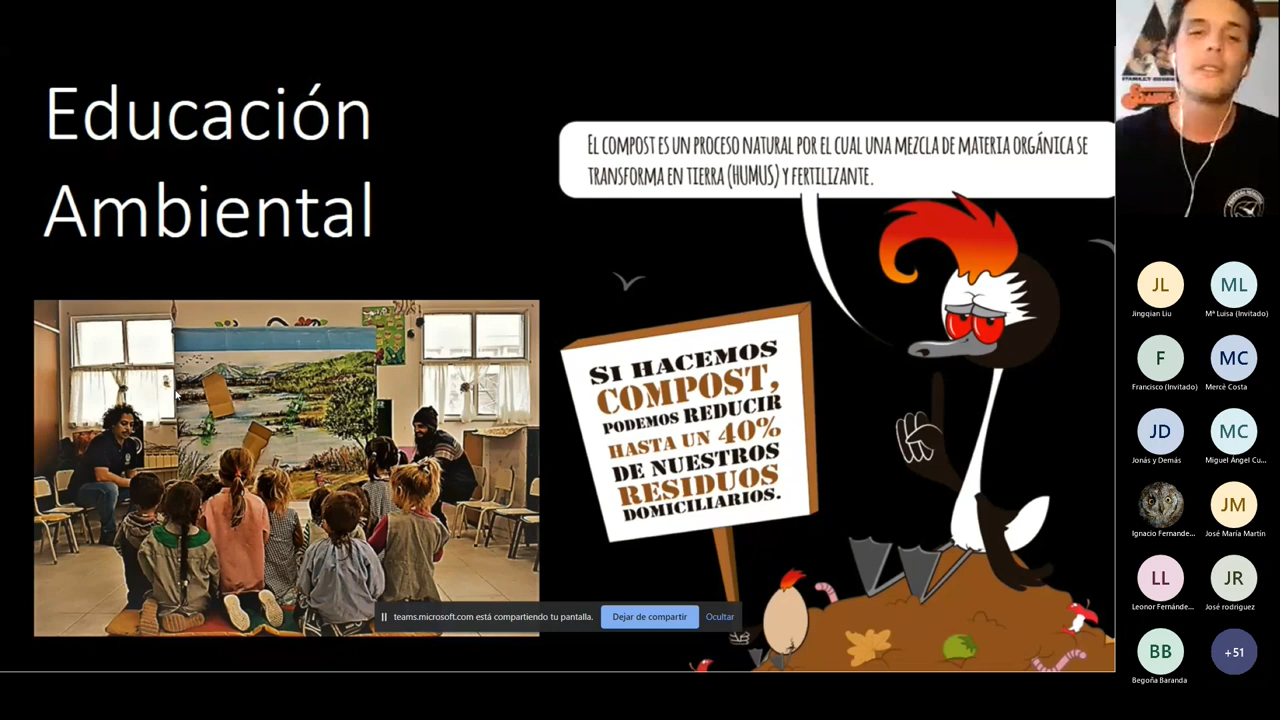 Educación
Ambiental
EL COMPOST ES UN PROCESO NATURAL POR EL CUAL UNA MEZCLA DE MATERIA ORGÁNICA SE
TRANSFORMA EN TIERRA (HUMUS) Y FERTILIZANTE.
SI HACEMOS
COMPOST,
PODEMOS REDUCIR
HASTA UN 40%
DE NUESTROS
RESIDUOS
DOMICILIARIOS.
teams.microsoft.com está compartiendo tu pantalla.
Dejar de compartir
Ocultar
JL
Jingqian Liu
ML
Mª Luisa (Invitado)
F
Francisco (Invitado)
MC
Mercè Costa
JD
Jonás y Demás
MC
Miguel Ángel Cu...
Ignacio Fernande...
JM
José María Martín
LL
Leonor Fernánde...
JR
José rodriguez
BB
Begoña Baranda
+51